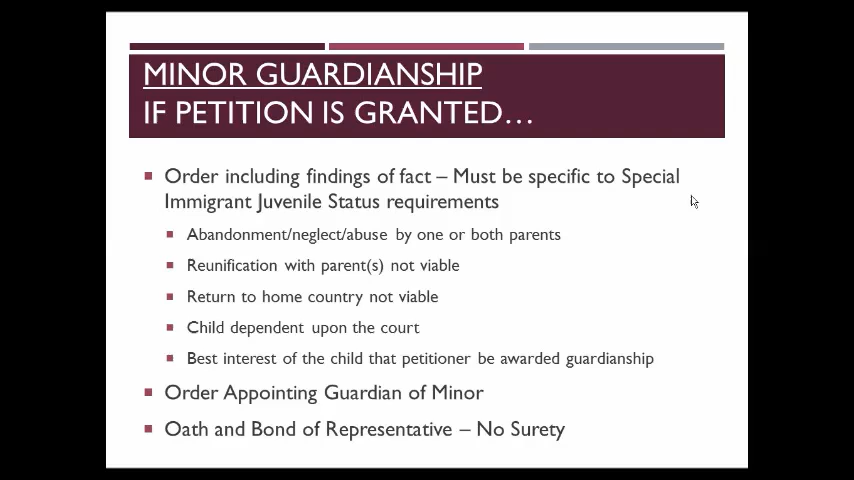 MINOR GUARDIANSHIP
IF PETITION IS GRANTED…
Order including findings of fact – Must be specific to Special
Immigrant Juvenile Status requirements
Abandonment/neglect/abuse by one or both parents
Reunification with parent(s) not viable
Return to home country not viable
Child dependent upon the court
Best interest of the child that petitioner be awarded guardianship
Order Appointing Guardian of Minor
Oath and Bond of Representative – No Surety